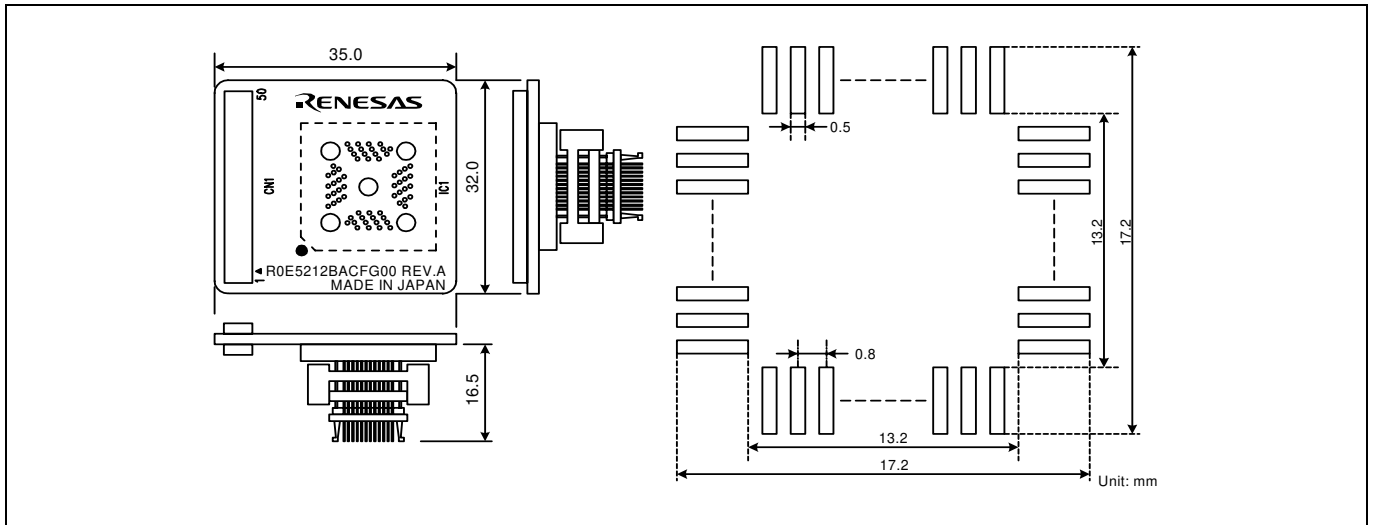 35.0
50
RENESAS
CN1
IC1
32.0
1
R0E5212BACFG00 REV.A
MADE IN JAPAN
16.5
0.5
13.2
17.2
0.8
13.2
17.2
Unit: mm